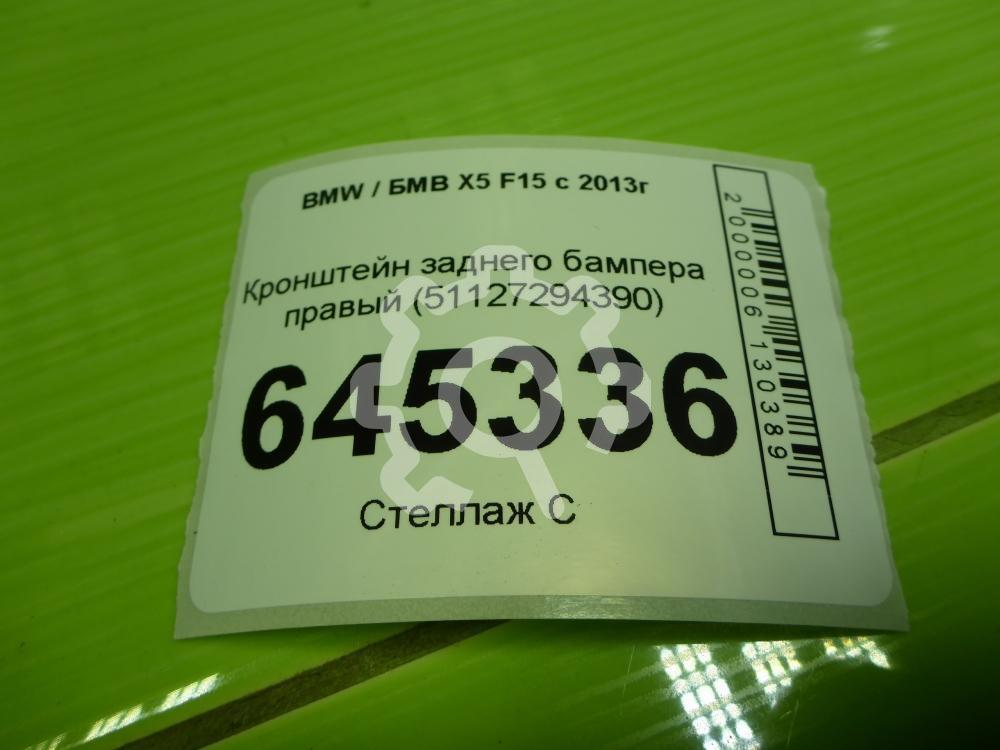 BMW / БМВ X5 F15 с 2013г
Кронштейн заднего бампера
правый (51127294390)
645336
Стеллаж С
2000006130389